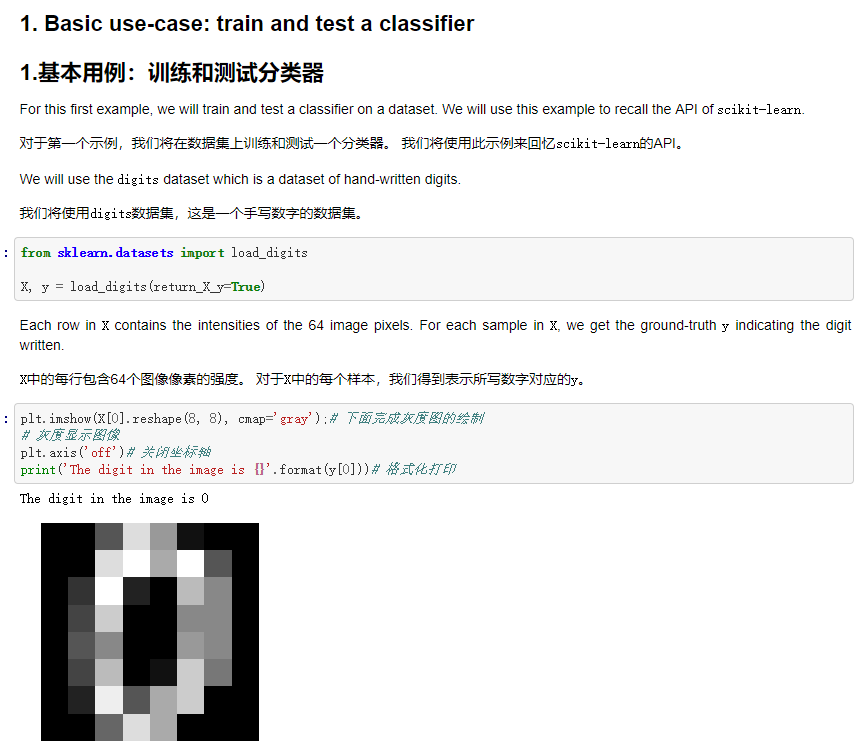 1. Basic use-case: train and test a classifier
1.基本用例：训练和测试分类器
For this first example, we will train and test a classifier on a dataset. We will use this example to recall the API of scikit-learn.
对于第一个示例，我们将在数据集上训练和测试一个分类器。 我们将使用此示例来回忆scikit-learn的API。
We will use the digits dataset which is a dataset of hand-written digits.
我们将使用digits数据集，这是一个手写数字的数据集。
: from sklearn.datasets import load_digits
X, y = load_digits(return_X_y=True)
Each row in X contains the intensities of the 64 image pixels. For each sample in X, we get the ground-truth y indicating the digit
written.
X中的每行包含64个图像像素的强度。 对于X中的每个样本，我们得到表示所写数字对应的y。
: plt.imshow(X[0].reshape(8, 8), cmap='gray');# 下面完成灰度图的绘制
# 灰度显示图像
plt.axis('off')# 关闭坐标轴
print('The digit in the image is {}'.format(y[0]))# 格式化打印
The digit in the image is 0